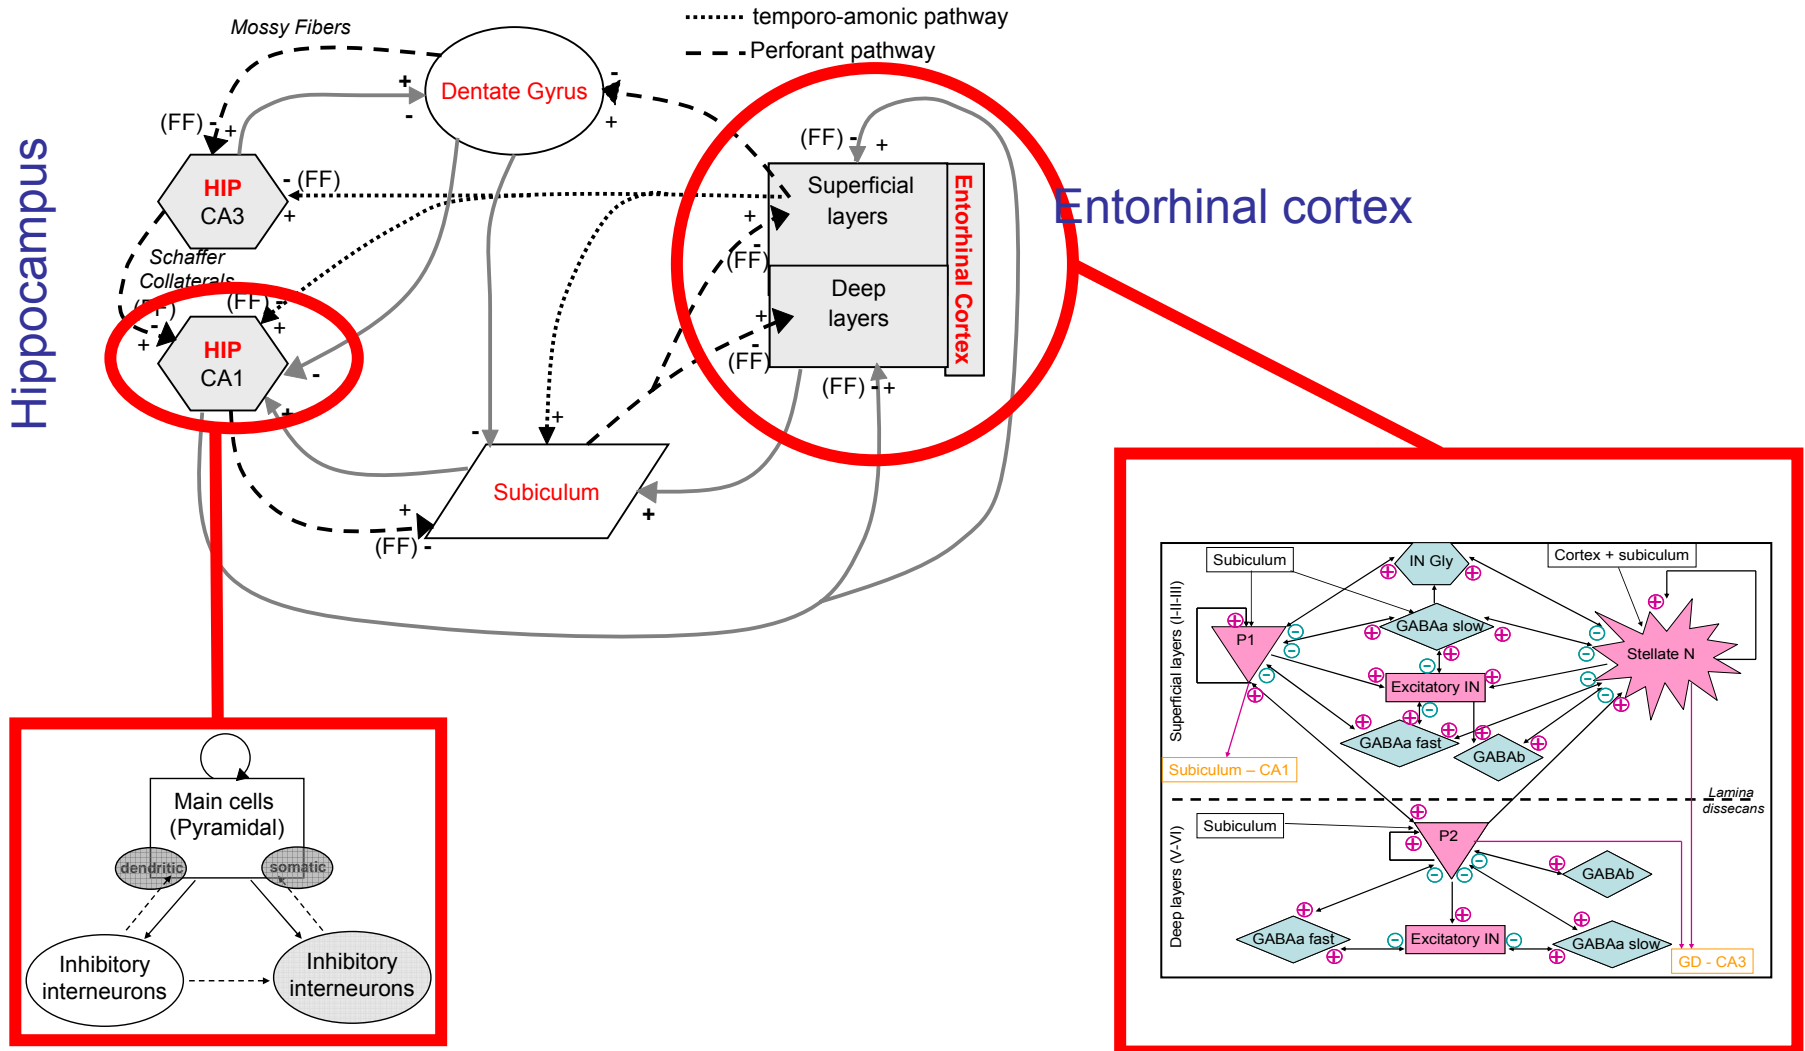 temporo-amonic pathway
Perforant pathway
Mossy Fibers
Dentate Gyrus
+
-
-
+
(FF) -
+
(FF) -
+
Hippocampus
HIP
CA3
- (FF)
+
Superficial
layers
Deep
layers
Entorhinal Cortex
Entorhinal cortex
+
-
(FF)
+
-
(FF)
(FF) - +
Schaffer
Collaterals
(FF)
-
+
(FF) -
+
HIP
CA1
-
+
-
+
Subiculum
+
+
(FF) -
Main cells
(Pyramidal)
dendritic
somatic
Inhibitory
interneurons
Inhibitory
interneurons
Superficial layers (I-II-III)
Subiculum
IN Gly
Cortex + subiculum
P1
GABAa slow
Stellate N
Excitatory IN
GABAa fast
GABAb
Subiculum – CA1
Lamina
dissecans
Deep layers (V-VI)
Subiculum
P2
GABAb
GABAa fast
Excitatory IN
GABAa slow
GD - CA3